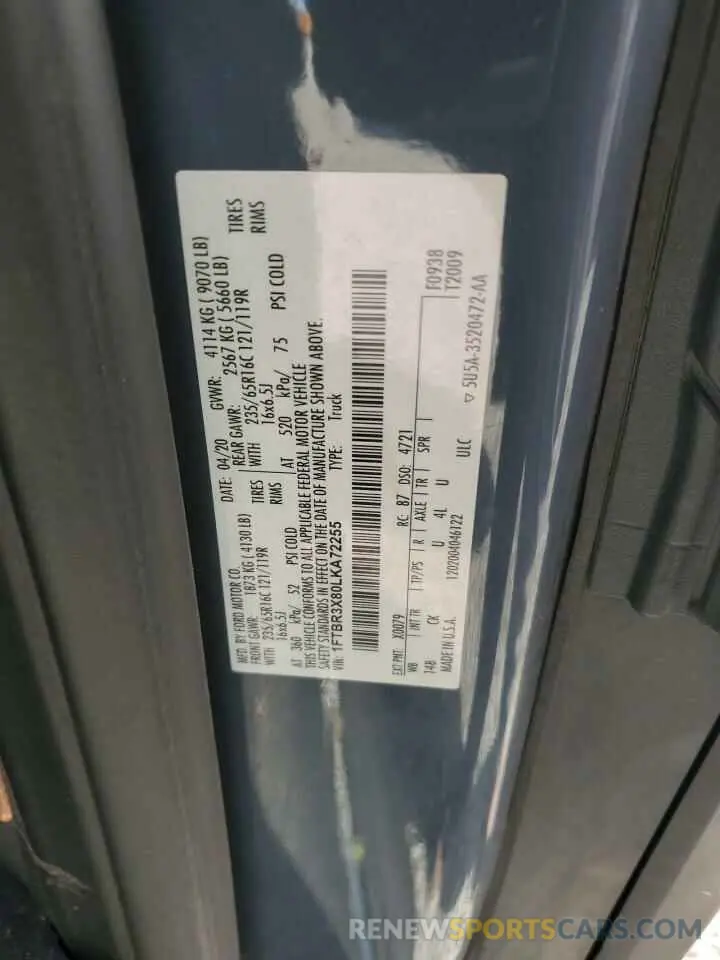 MFD. BY FORD MOTOR CO.
DATE: 04/20 GVWR: 4114 KG ( 9070 LB)
FRONT GAWR: 1873 KG ( 4130 LB) REAR GAWR: 2567 KG ( 5660 LB)
WITH 235/65R16C 121/119R TIRES WITH 235/65R16C 121/119R TIRES
16x6.5J RIMS 16x6.5J RIMS
AT 360 kPa/ 52 PSI COLD AT 520 kPa/ 75 PSI COLD
THIS VEHICLE CONFORMS TO ALL APPLICABLE FEDERAL MOTOR VEHICLE
SAFETY STANDARDS IN EFFECT ON THE DATE OF MANUFACTURE SHOWN ABOVE.
VIN: 1FTBR3X80LKA72255 TYPE: Truck
EXT PNT: X0079 RC: 87 DSO: 4721
WB INT TR TP/PS R AXLE TR SPR F0938
148 CK U 4L U T2009
MADE IN U.S.A. 1202004046122 ULC ▽ 5U5A-3520472-AA
RENEWSPORTSCARS.COM